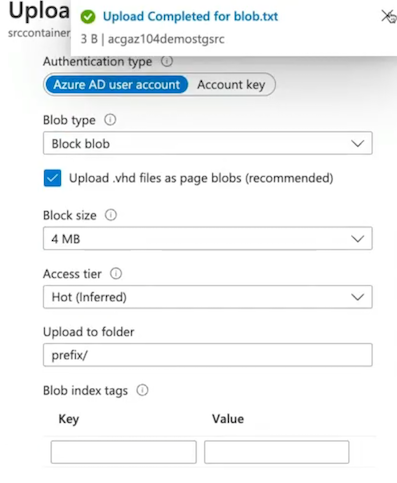 Uploa
Upload Completed for blob.txt
srccontainer
3 B | acgaz104demostgsrc
Authentication type
Azure AD user account
Account key
Blob type
Block blob
Upload .vhd files as page blobs (recommended)
Block size
4 MB
Access tier
Hot (Inferred)
Upload to folder
prefix/
Blob index tags
Key
Value